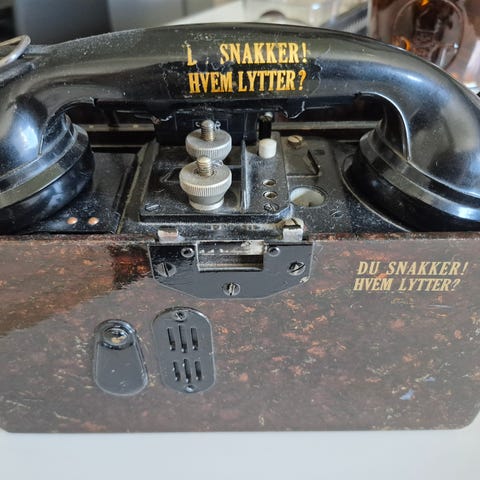 SNAKKER!
HVEM LYTTER?
DU SNAKKER!
HVEM LYTTER?